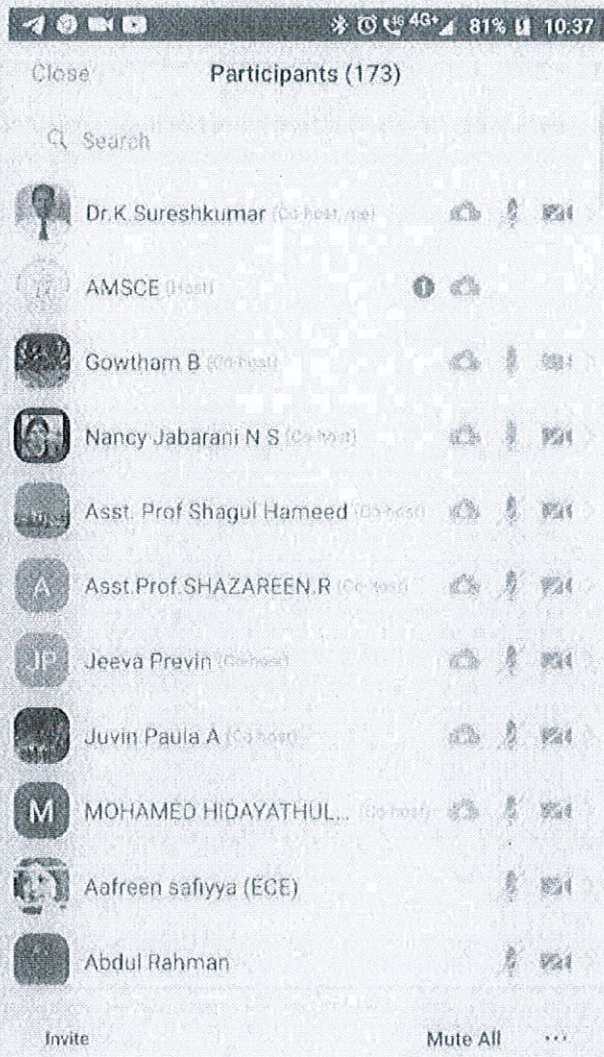 4G 4G+ 81% 10:37
Close Participants (173)
Search
Dr.K.Sureshkumar (Co-host, me)
AMSCE (Host)
Gowtham B (Co-host)
Nancy Jabarani N S (Co-host)
Asst. Prof Shagul Hameed (Co-host)
A Asst.Prof.SHAZAREEN.R (Co-host)
JP Jeeva Previn (Co-host)
Juvin Paula A (Co-host)
M MOHAMED HIDAYATHUL... (Co-host)
Aafreen safiyya (ECE)
Abdul Rahman
Invite Mute All ...